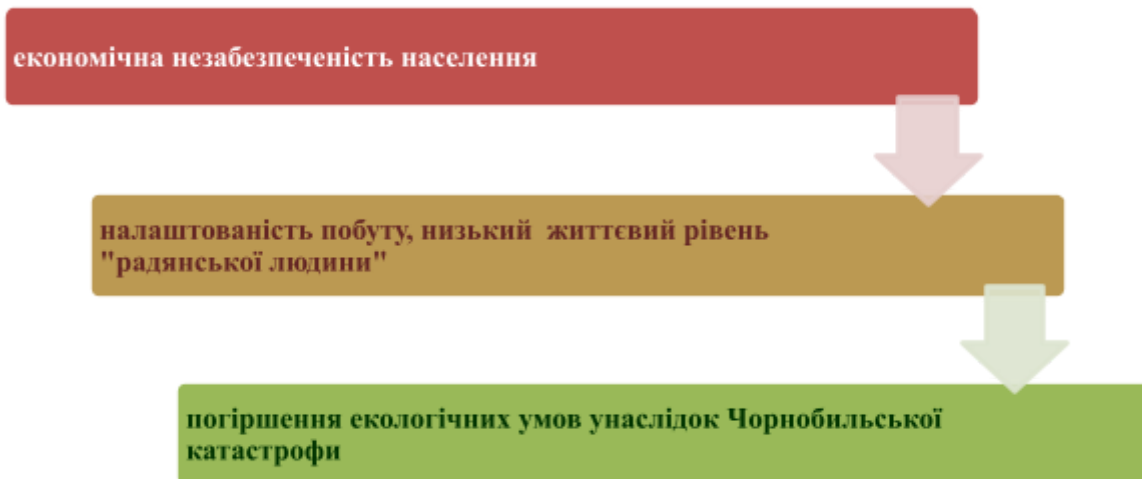 економічна незабезпеченість населення
налаштованість побуту, низький життєвий рівень
"радянської людини"
погіршення екологічних умов унаслідок Чорнобильської
катастрофи